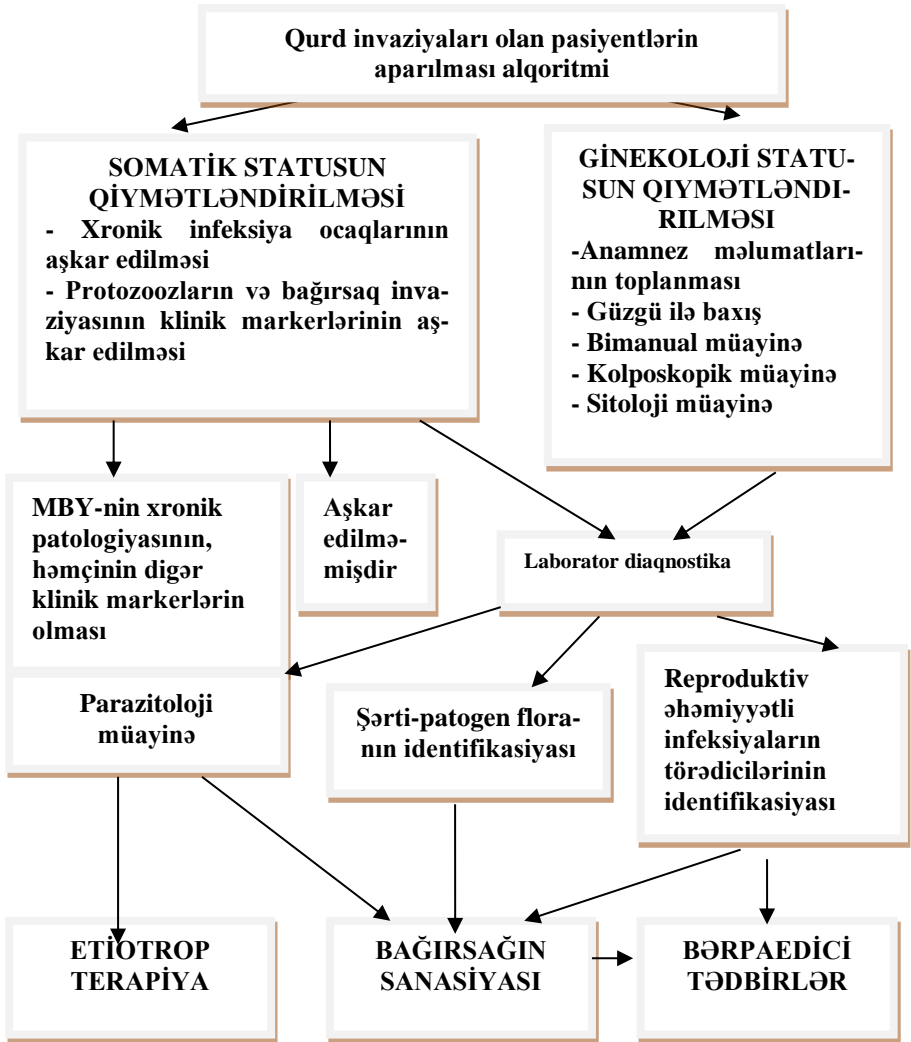 Qurd invaziyaları olan pasiyentlərin
aparılması alqoritmi
SOMATİK STATUSUN
QİYMƏTLƏNDİRİLMƏSİ
- Xronik infeksiya ocaqlarının
aşkar edilməsi
- Protozoozların və bağırsaq inva-
ziyasının klinik markerlərinin aş-
kar edilməsi
GİNEKOLOJİ STATU-
SUN QIYMƏTLƏNDI-
RILMƏSI
-Anamnez məlumatları-
nın toplanması
- Güzgü ilə baxış
- Bimanual müayinə
- Kolposkopik müayinə
- Sitoloji müayinə
MBY-nin xronik
patologiyasının,
həmçinin digər
klinik markerlərin
olması
Aşkar
edilmə-
mişdir
Laborator diaqnostika
Parazitoloji
müayinə
Şərti-patogen flora-
nın identifikasiyası
Reproduktiv
əhəmiyyətli
infeksiyaların
törədicilərinin
identifikasiyası
ETİOTROP
TERAPİYA
BAĞIRSAĞIN
SANASİYASI
BƏRPAEDİCİ
TƏDBİRLƏR